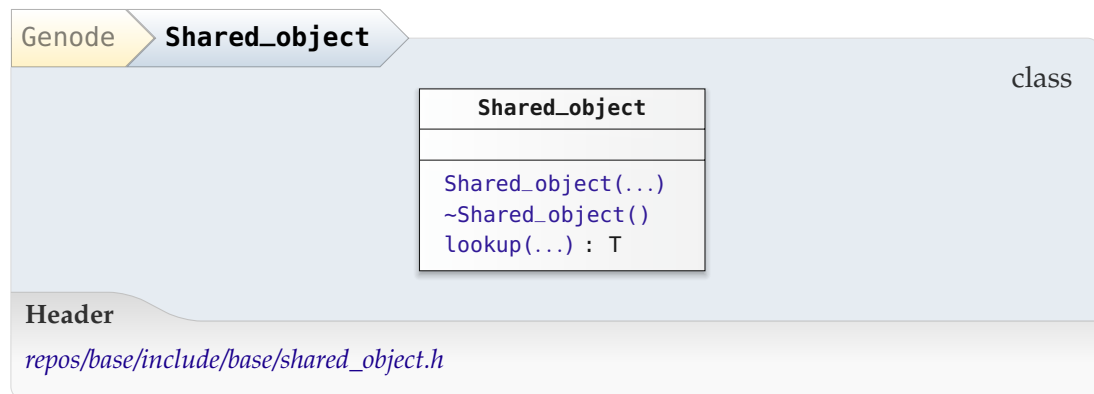 Genode Shared_object
class
Shared_object
Shared_object(...)
~Shared_object()
lookup(...) : T
Header
repos/base/include/base/shared_object.h